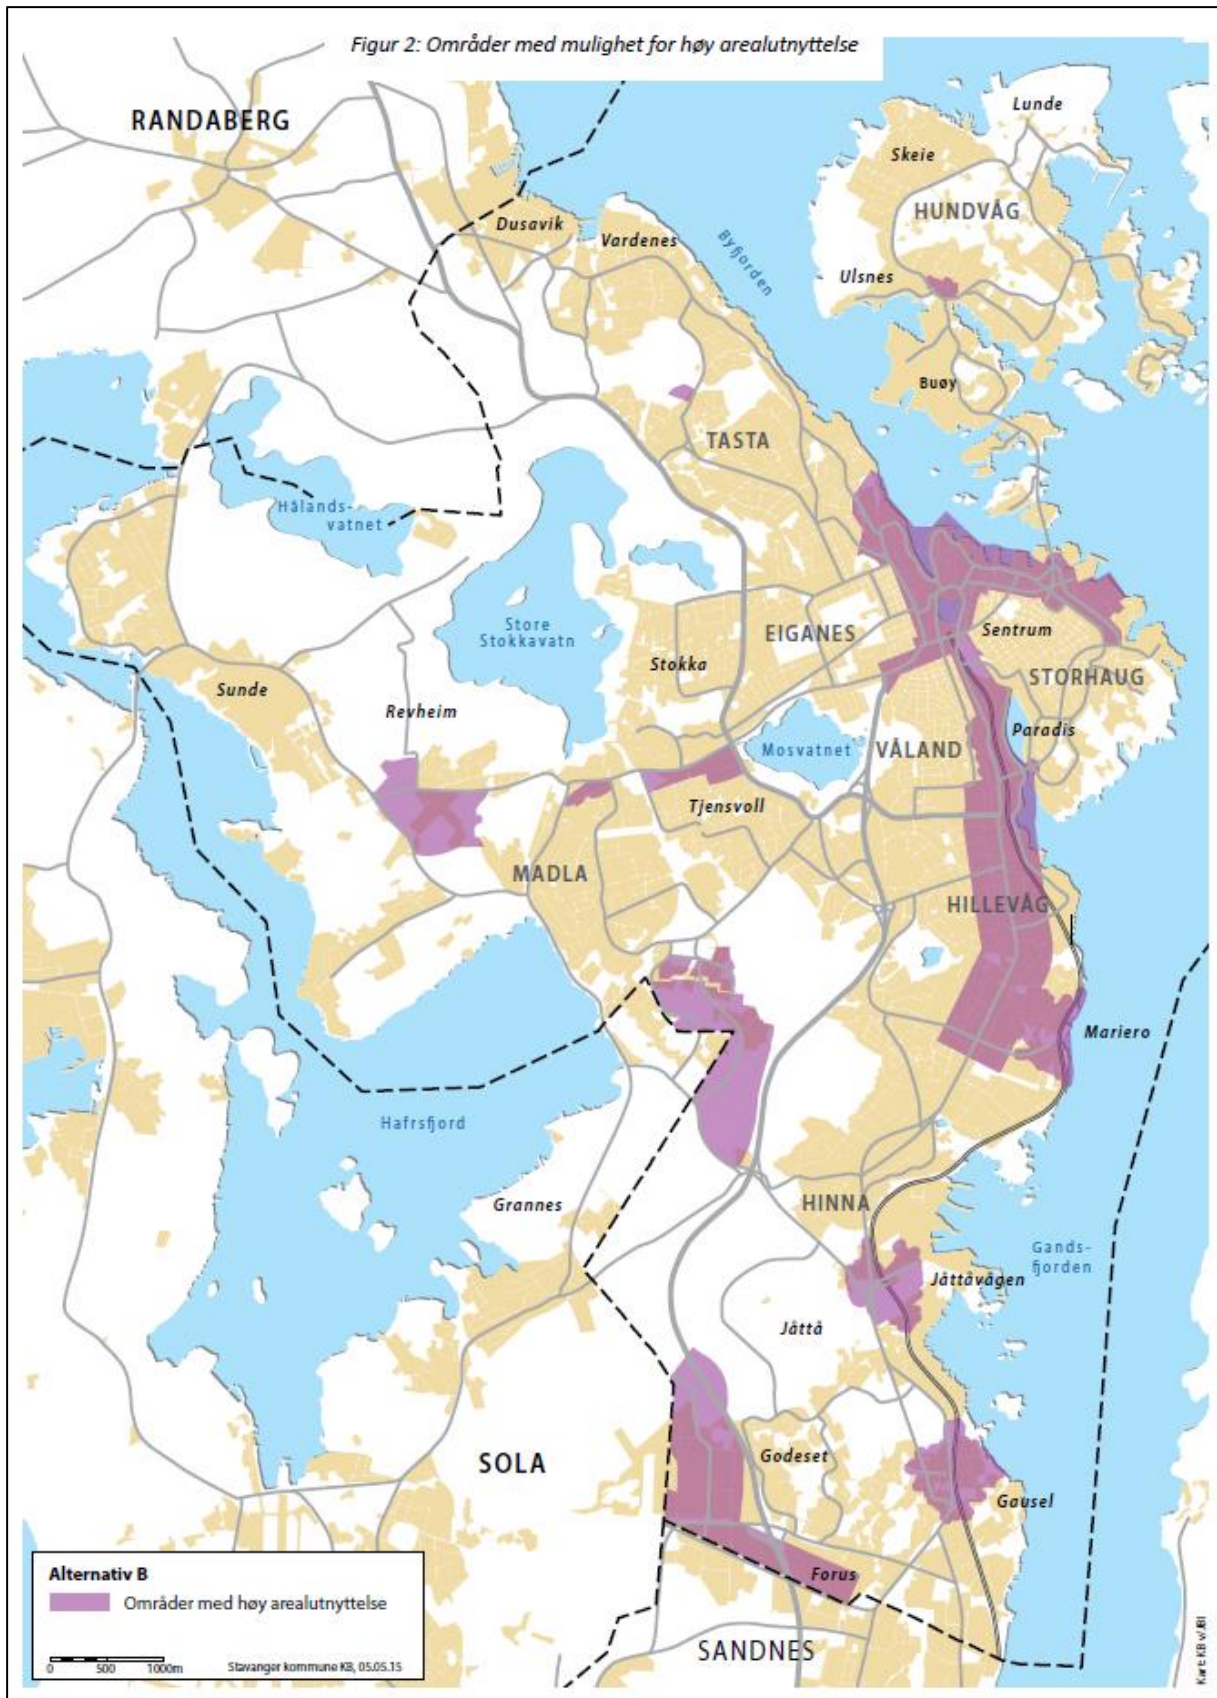 Figur 2: Områder med mulighet for høy arealutnyttelse
RANDABERG
Lunde
Skeie
HUNDVÅG
Dusavik
Vardenes
Byfjorden
Ulsnes
Buøy
TASTA
Hålands-
vatnet
Store
Stokkavatn
EIGANES
Sentrum
Stokka
STORHAUG
Sunde
Revheim
Paradis
Mosvatnet
VÅLAND
Tjensvoll
MADLA
HILLEVÅG
Mariero
Hafrsfjord
Grannes
HINNA
Gands-
fjorden
Jåttåvågen
Jåttå
SOLA
Godeset
Gausel
Forus
SANDNES
Alternativ B
Områder med høy arealutnyttelse
0 500 1000m
Stavanger kommune KB, 05.05.15
Kart: KB v/JBI